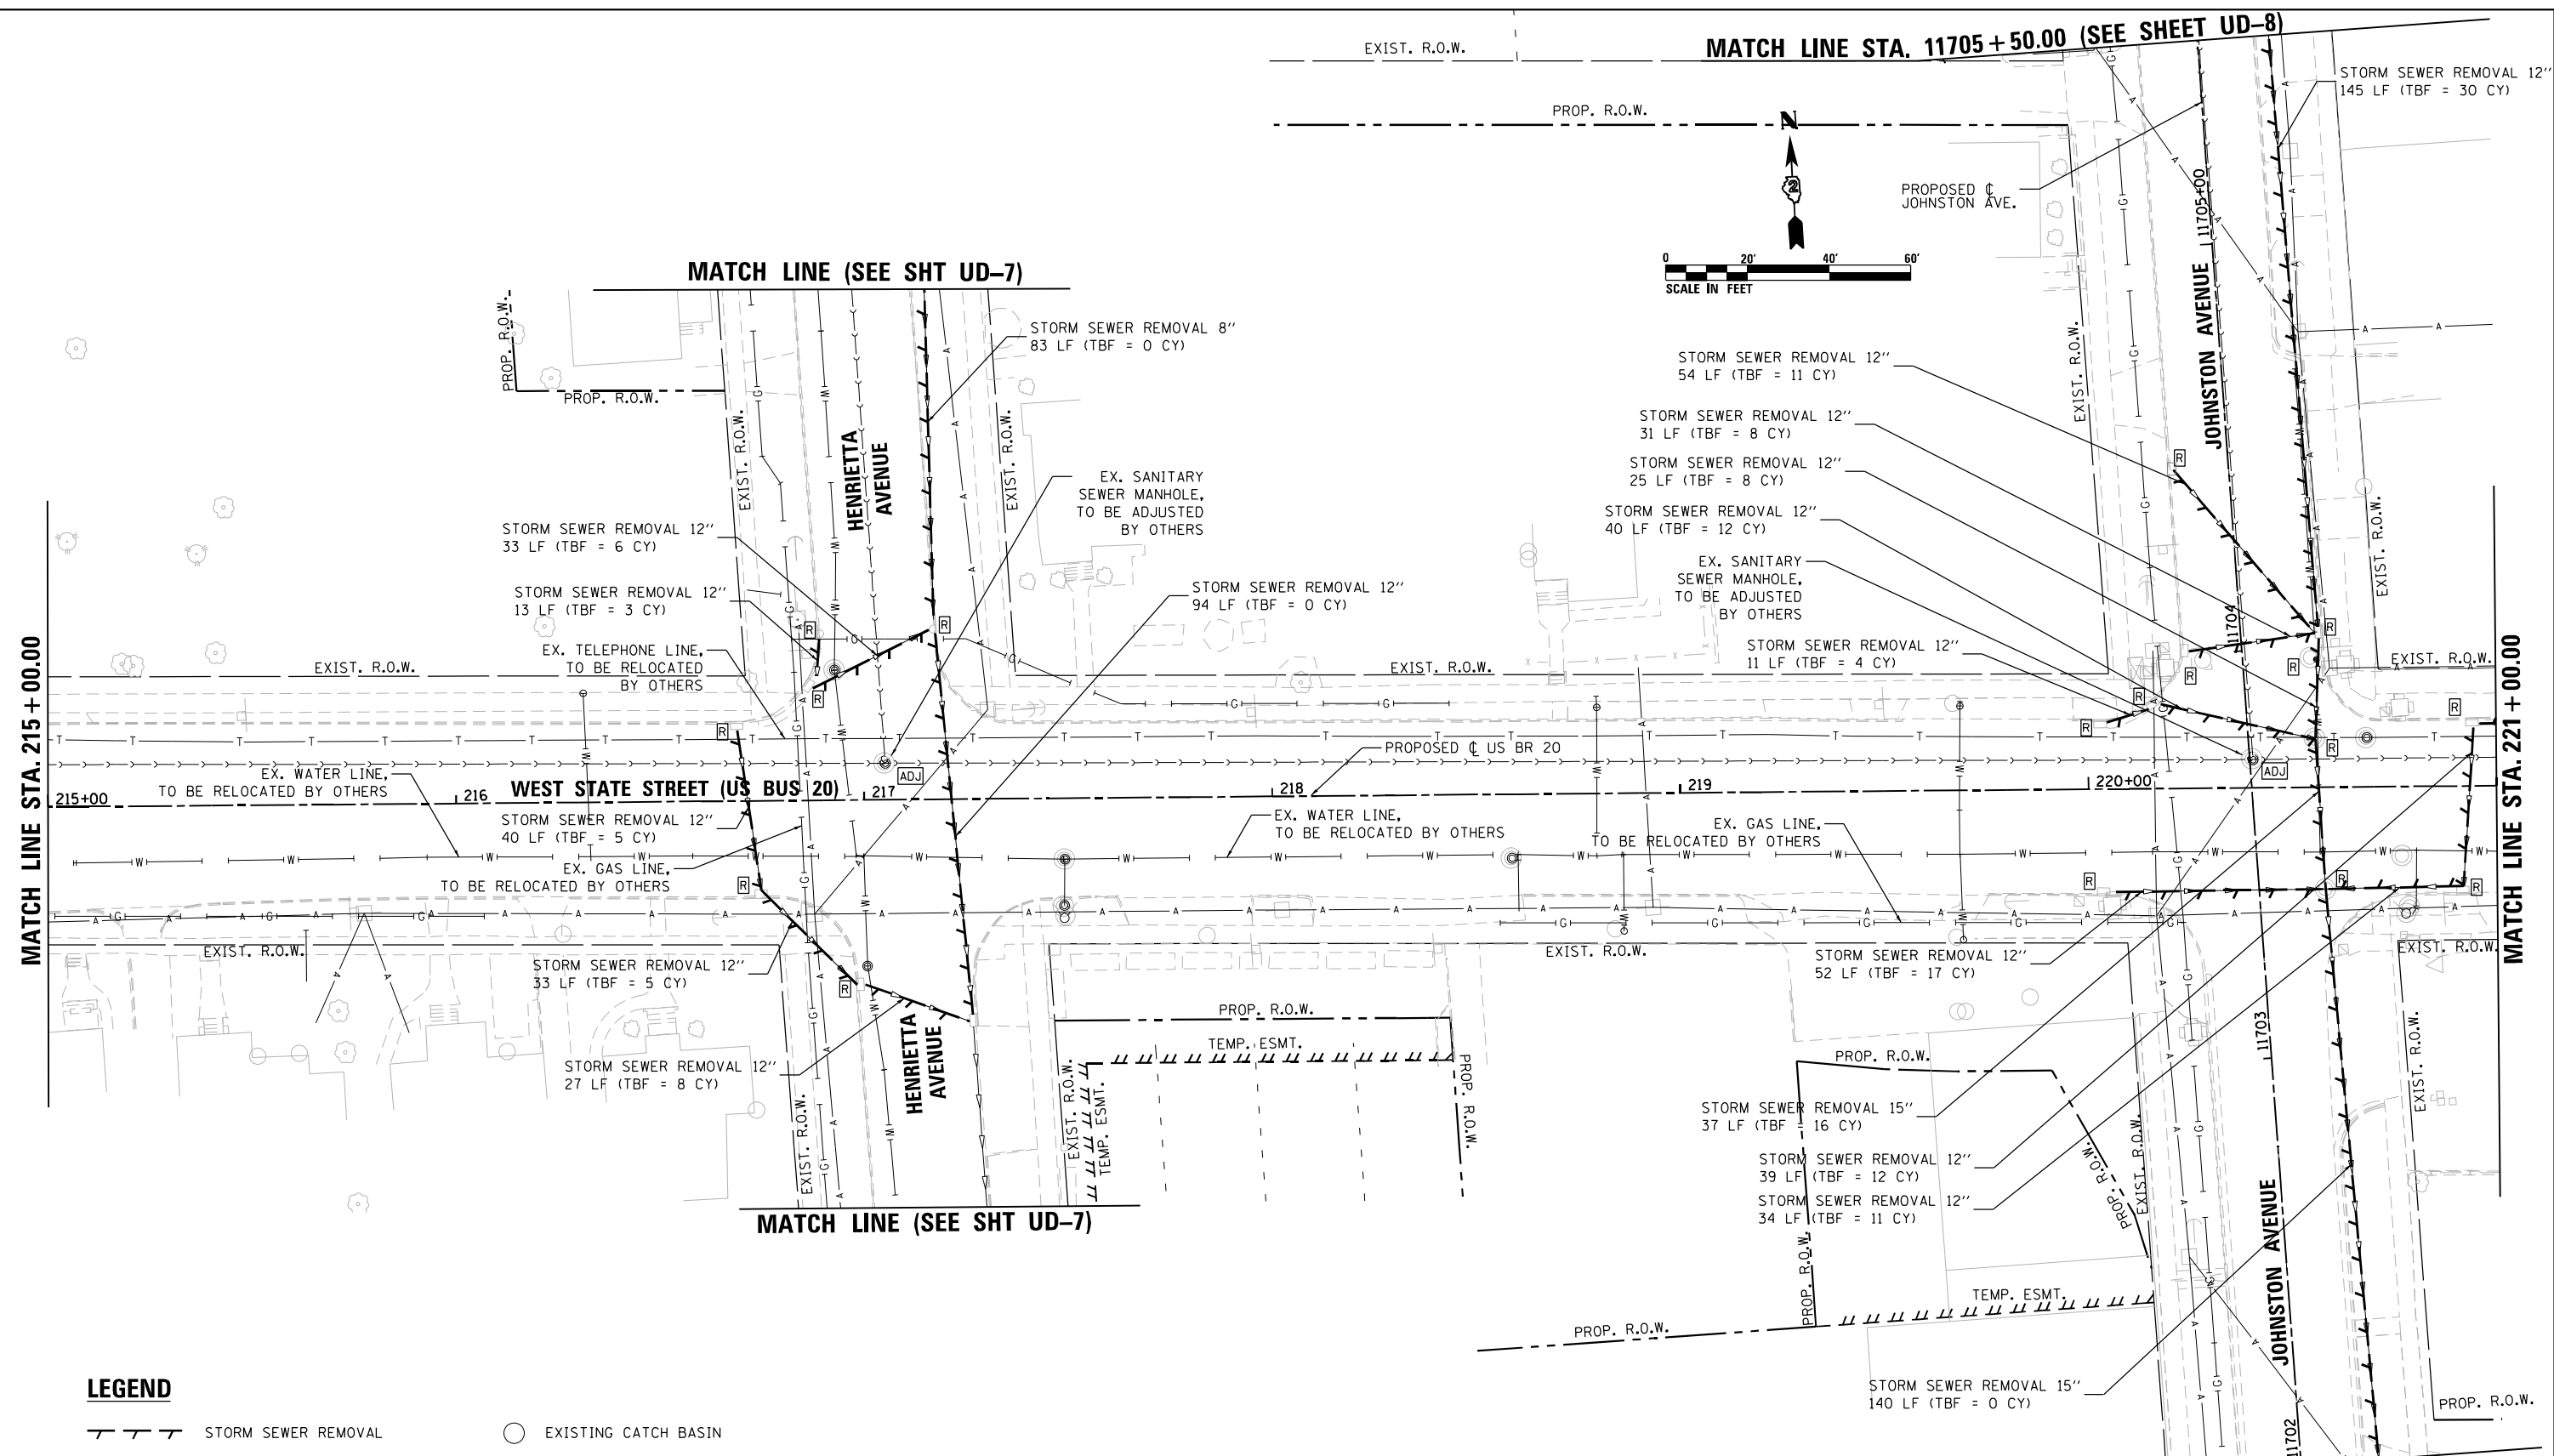 EXIST. R.O.W.
MATCH LINE STA. 11705+50.00 (SEE SHEET UD-8)
STORM SEWER REMOVAL 12"
145 LF (TBF = 30 CY)
PROP. R.O.W.
N
2
PROPOSED ℄
JOHNSTON AVE.
11705+00
JOHNSTON AVENUE
0 20' 40' 60'
SCALE IN FEET
MATCH LINE (SEE SHT UD-7)
PROP. R.O.W.
PROP. R.O.W.
STORM SEWER REMOVAL 8"
83 LF (TBF = 0 CY)
EXIST. R.O.W.
HENRIETTA
AVENUE
EXIST. R.O.W.
EXIST. R.O.W.
STORM SEWER REMOVAL 12"
54 LF (TBF = 11 CY)
STORM SEWER REMOVAL 12"
31 LF (TBF = 8 CY)
STORM SEWER REMOVAL 12"
25 LF (TBF = 8 CY)
STORM SEWER REMOVAL 12"
40 LF (TBF = 12 CY)
EX. SANITARY
SEWER MANHOLE,
TO BE ADJUSTED
BY OTHERS
STORM SEWER REMOVAL 12"
11 LF (TBF = 4 CY)
EX. SANITARY
SEWER MANHOLE,
TO BE ADJUSTED
BY OTHERS
STORM SEWER REMOVAL 12"
33 LF (TBF = 6 CY)
STORM SEWER REMOVAL 12"
13 LF (TBF = 3 CY)
STORM SEWER REMOVAL 12"
94 LF (TBF = 0 CY)
EX. TELEPHONE LINE,
TO BE RELOCATED
BY OTHERS
EXIST. R.O.W.
EXIST. R.O.W.
EXIST. R.O.W.
EXIST. R.O.W.
11704
MATCH LINE STA. 215+00.00
MATCH LINE STA. 221+00.00
PROPOSED ℄ US BR 20
ADJ
ADJ
EX. WATER LINE,
TO BE RELOCATED BY OTHERS
215+00
216
WEST STATE STREET (US BUS 20)
217
218
219
220+00
STORM SEWER REMOVAL 12"
40 LF (TBF = 5 CY)
EX. WATER LINE,
TO BE RELOCATED BY OTHERS
EX. GAS LINE,
TO BE RELOCATED BY OTHERS
EX. GAS LINE,
TO BE RELOCATED BY OTHERS
EXIST. R.O.W.
EXIST. R.O.W.
EXIST. R.O.W.
STORM SEWER REMOVAL 12"
33 LF (TBF = 5 CY)
STORM SEWER REMOVAL 12"
52 LF (TBF = 17 CY)
STORM SEWER REMOVAL 12"
27 LF (TBF = 8 CY)
HENRIETTA
AVENUE
PROP. R.O.W.
TEMP. ESMT.
EXIST. R.O.W.
EXIST. R.O.W.
TEMP. ESMT.
PROP. R.O.W.
PROP. R.O.W.
11703
EXIST. R.O.W.
STORM SEWER REMOVAL 15"
37 LF (TBF = 16 CY)
STORM SEWER REMOVAL 12"
39 LF (TBF = 12 CY)
STORM SEWER REMOVAL 12"
34 LF (TBF = 11 CY)
PROP. R.O.W.
EXIST. R.O.W.
PROP. R.O.W.
MATCH LINE (SEE SHT UD-7)
JOHNSTON AVENUE
TEMP. ESMT.
PROP. R.O.W.
STORM SEWER REMOVAL 15"
140 LF (TBF = 0 CY)
PROP. R.O.W.
11702
LEGEND
STORM SEWER REMOVAL
EXISTING CATCH BASIN